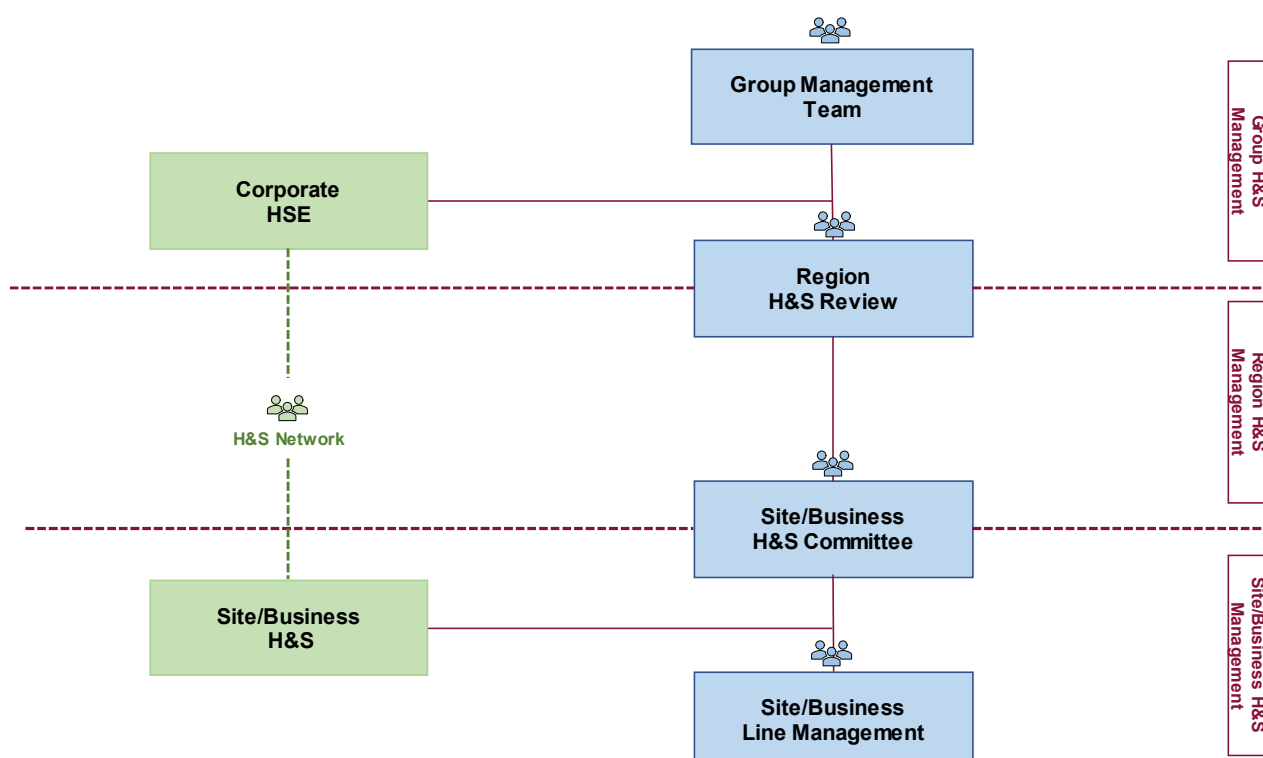 Group Management
Team
Group H&S
Management
Corporate
HSE
Region
H&S Review
Region H&S
Management
H&S Network
Site/Business
H&S Committee
Site/Business
H&S
Site/Business H&S
Management
Site/Business
Line Management